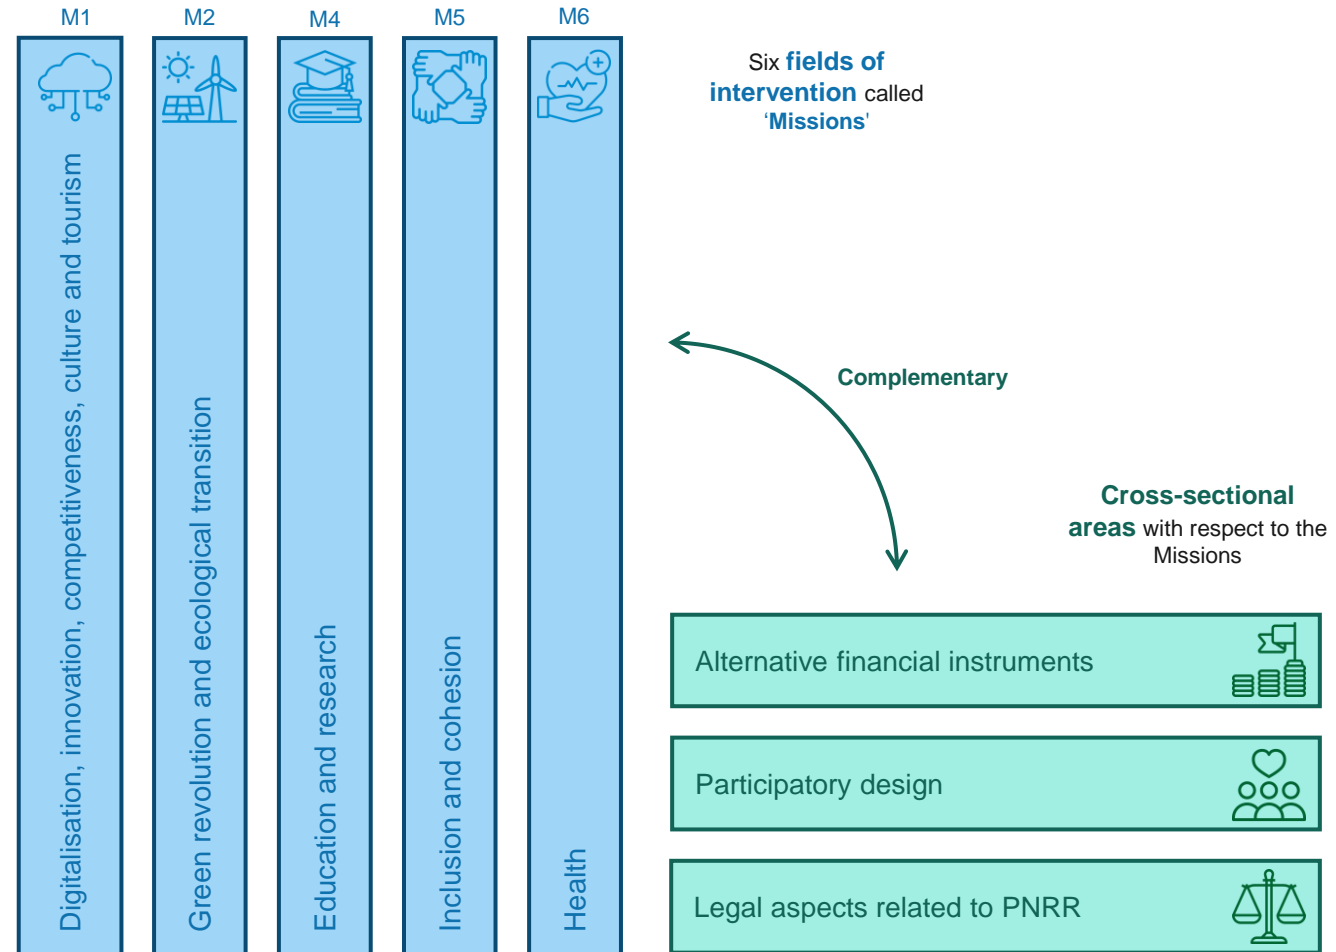 M1
M2
M4
M5
M6
Digitalisation, innovation, competitiveness, culture and tourism
Green revolution and ecological transition
Education and research
Inclusion and cohesion
Health
Six fields of
intervention called
‘Missions’
Complementary
Cross-sectional
areas with respect to the
Missions
Alternative financial instruments
Participatory design
Legal aspects related to PNRR